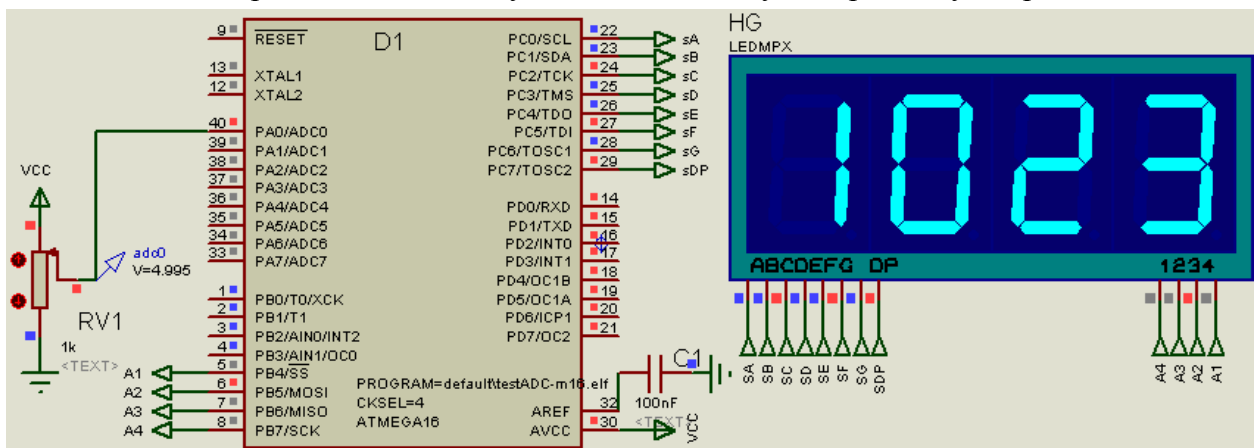 HG
LEDMPX
D1
9 RESET
13 XTAL1
12 XTAL2
40 PA0/ADC0
39 PA1/ADC1
38 PA2/ADC2
37 PA3/ADC3
36 PA4/ADC4
35 PA5/ADC5
34 PA6/ADC6
33 PA7/ADC7
1 PB0/T0/XCK
2 PB1/T1
3 PB2/AIN0/INT2
4 PB3/AIN1/OC0
A1 5 PB4/SS
A2 6 PB5/MOSI
A3 7 PB6/MISO
A4 8 PB7/SCK
PC0/SCL 22 sA
PC1/SDA 23 sB
PC2/TCK 24 sC
PC3/TMS 25 sD
PC4/TDO 26 sE
PC5/TDI 27 sF
PC6/TOSC1 28 sG
PC7/TOSC2 29 sDP
PD0/RXD 14
PD1/TXD 15
PD2/INT0 16
PD3/INT1 17
PD4/OC1B 18
PD5/OC1A 19
PD6/ICP1 20
PD7/OC2 21
AREF 32
AVCC 30
PROGRAM=default\testADC-m16.elf
CKSEL=4
ATMEGA16
VCC
adc0
V=4.995
RV1
1k
<TEXT>
C1
100nF
<TEXT>
VCC
1023
ABCDEFG DP
1234
SA
SB
SC
SD
SE
SF
SG
SDP
A4
A3
A2
A1